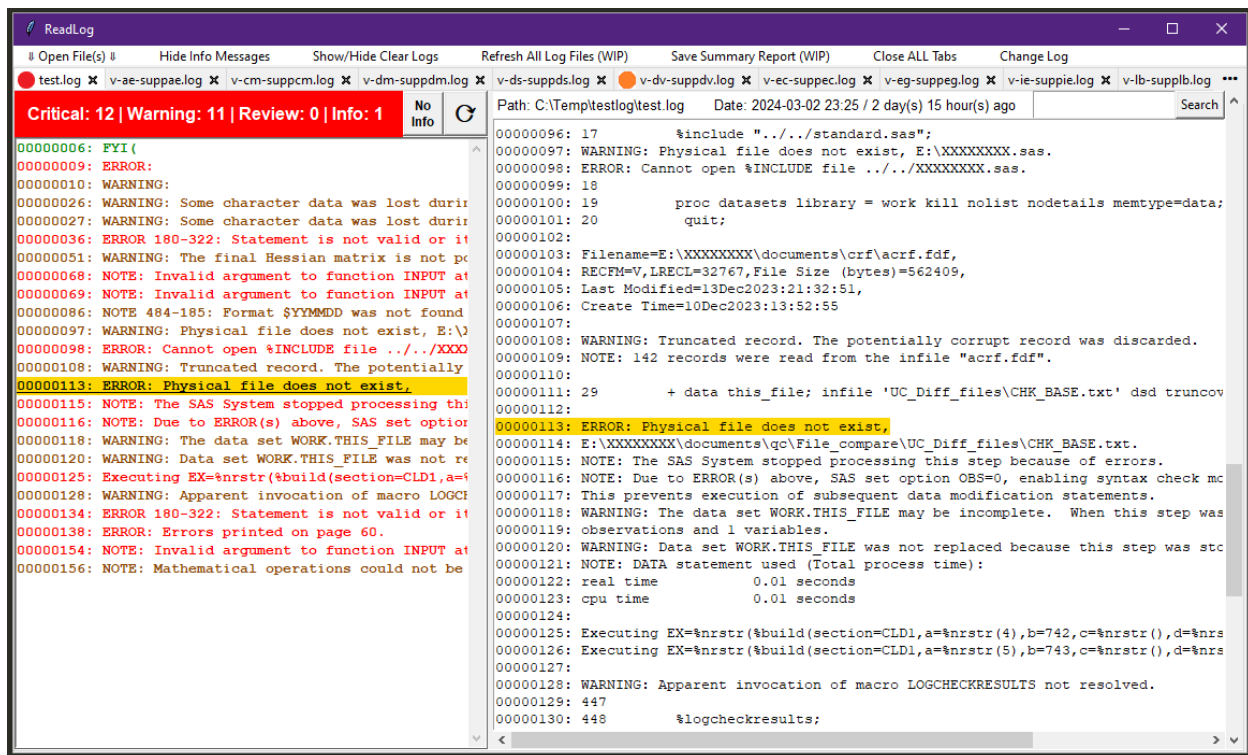 ReadLog
⇓ Open File(s) ⇓ Hide Info Messages Show/Hide Clear Logs Refresh All Log Files (WIP) Save Summary Report (WIP) Close ALL Tabs Change Log
test.log ✖ v-ae-suppae.log ✖ v-cm-suppcm.log ✖ v-dm-suppdm.log ✖ v-ds-suppds.log ✖ v-dv-suppdv.log ✖ v-ec-suppec.log ✖ v-eg-suppeg.log ✖ v-ie-suppie.log ✖ v-lb-supplb.log ✖ •••
Critical: 12 | Warning: 11 | Review: 0 | Info: 1
No
Info
00000006: FYI(
00000009: ERROR:
00000010: WARNING:
00000026: WARNING: Some character data was lost durin
00000027: WARNING: Some character data was lost durin
00000036: ERROR 180-322: Statement is not valid or it
00000051: WARNING: The final Hessian matrix is not po
00000068: NOTE: Invalid argument to function INPUT at
00000069: NOTE: Invalid argument to function INPUT at
00000086: NOTE 484-185: Format $YYMMDD was not found
00000097: WARNING: Physical file does not exist, E:\X
00000098: ERROR: Cannot open %INCLUDE file ../../XXXX
00000108: WARNING: Truncated record. The potentially
00000113: ERROR: Physical file does not exist,
00000115: NOTE: The SAS System stopped processing thi
00000116: NOTE: Due to ERROR(s) above, SAS set option
00000118: WARNING: The data set WORK.THIS_FILE may be
00000120: WARNING: Data set WORK.THIS_FILE was not re
00000125: Executing EX=%nrstr(%build(section=CLD1,a=%
00000128: WARNING: Apparent invocation of macro LOGCH
00000134: ERROR 180-322: Statement is not valid or it
00000138: ERROR: Errors printed on page 60.
00000154: NOTE: Invalid argument to function INPUT at
00000156: NOTE: Mathematical operations could not be
Path: C:\Temp\testlog\test.log Date: 2024-03-02 23:25 / 2 day(s) 15 hour(s) ago Search
00000096: 17 %include "../../standard.sas";
00000097: WARNING: Physical file does not exist, E:\XXXXXXXX.sas.
00000098: ERROR: Cannot open %INCLUDE file ../../XXXXXXXX.sas.
00000099: 18
00000100: 19 proc datasets library = work kill nolist nodetails memtype=data;
00000101: 20 quit;
00000102:
00000103: Filename=E:\XXXXXXXX\documents\crf\acrf.fdf,
00000104: RECFM=V,LRECL=32767,File Size (bytes)=562409,
00000105: Last Modified=13Dec2023:21:32:51,
00000106: Create Time=10Dec2023:13:52:55
00000107:
00000108: WARNING: Truncated record. The potentially corrupt record was discarded.
00000109: NOTE: 142 records were read from the infile "acrf.fdf".
00000110:
00000111: 29 + data this_file; infile 'UC_Diff_files\CHK_BASE.txt' dsd truncov
00000112:
00000113: ERROR: Physical file does not exist,
00000114: E:\XXXXXXXX\documents\qc\File_compare\UC_Diff_files\CHK_BASE.txt.
00000115: NOTE: The SAS System stopped processing this step because of errors.
00000116: NOTE: Due to ERROR(s) above, SAS set option OBS=0, enabling syntax check mo
00000117: This prevents execution of subsequent data modification statements.
00000118: WARNING: The data set WORK.THIS_FILE may be incomplete.  When this step was
00000119: observations and 1 variables.
00000120: WARNING: Data set WORK.THIS_FILE was not replaced because this step was sto
00000121: NOTE: DATA statement used (Total process time):
00000122: real time 0.01 seconds
00000123: cpu time 0.01 seconds
00000124:
00000125: Executing EX=%nrstr(%build(section=CLD1,a=%nrstr(4),b=742,c=%nrstr(),d=%nrs
00000126: Executing EX=%nrstr(%build(section=CLD1,a=%nrstr(5),b=743,c=%nrstr(),d=%nrs
00000127:
00000128: WARNING: Apparent invocation of macro LOGCHECKRESULTS not resolved.
00000129: 447
00000130: 448 %logcheckresults;